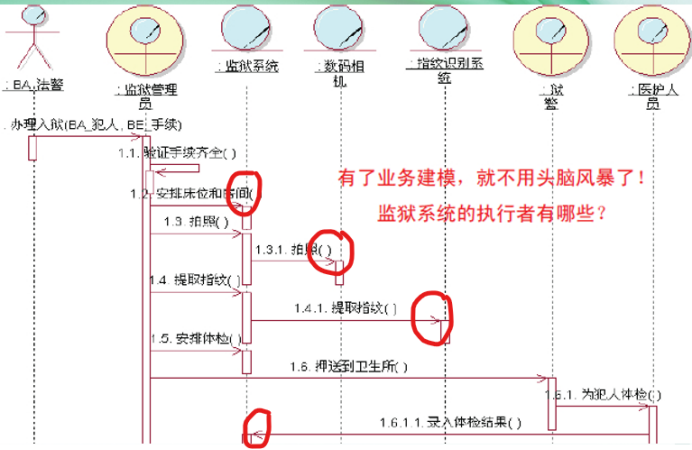 : BA_法警
: 监狱管理
员
: 监狱系统
: 数码相
机
: 指纹识别系
统
: 狱
警
: 医护人
员
办理入狱(BA_犯人, BE_手续)
1.1. 验证手续齐全( )
1.2. 安排床位和房间(
1.3. 拍照( )
1.3.1. 拍照( )
1.4. 提取指纹( )
1.4.1. 提取指纹( )
1.5. 安排体检( )
1.6. 押送到卫生所( )
1.6.1. 为犯人体检( )
1.6.1.1. 录入体检结果( )
有了业务建模，就不用头脑风暴了！
监狱系统的执行者有哪些？